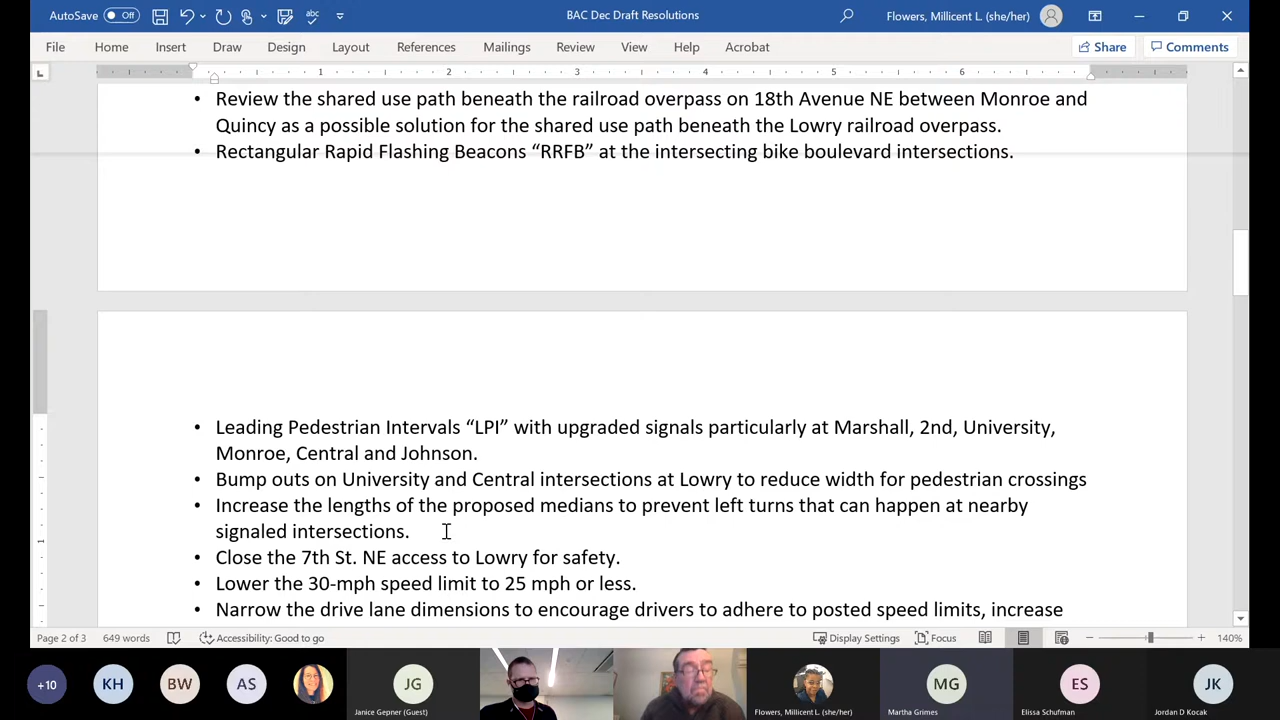 AutoSave Off BAC Dec Draft Resolutions Flowers, Millicent L. (she/her)
File Home Insert Draw Design Layout References Mailings Review View Help Acrobat Share Comments
1 2 3 4 5 6
• Review the shared use path beneath the railroad overpass on 18th Avenue NE between Monroe and
Quincy as a possible solution for the shared use path beneath the Lowry railroad overpass.
• Rectangular Rapid Flashing Beacons “RRFB” at the intersecting bike boulevard intersections.
• Leading Pedestrian Intervals “LPI” with upgraded signals particularly at Marshall, 2nd, University,
Monroe, Central and Johnson.
• Bump outs on University and Central intersections at Lowry to reduce width for pedestrian crossings
• Increase the lengths of the proposed medians to prevent left turns that can happen at nearby
signaled intersections.
• Close the 7th St. NE access to Lowry for safety.
• Lower the 30-mph speed limit to 25 mph or less.
• Narrow the drive lane dimensions to encourage drivers to adhere to posted speed limits, increase
Page 2 of 3 649 words Accessibility: Good to go Display Settings Focus 140%
+10 KH BW AS JG MG ES JK
Janice Gepner (Guest) Flowers, Millicent L. (she/her) Martha Grimes Elissa Schufman Jordan D Kocak